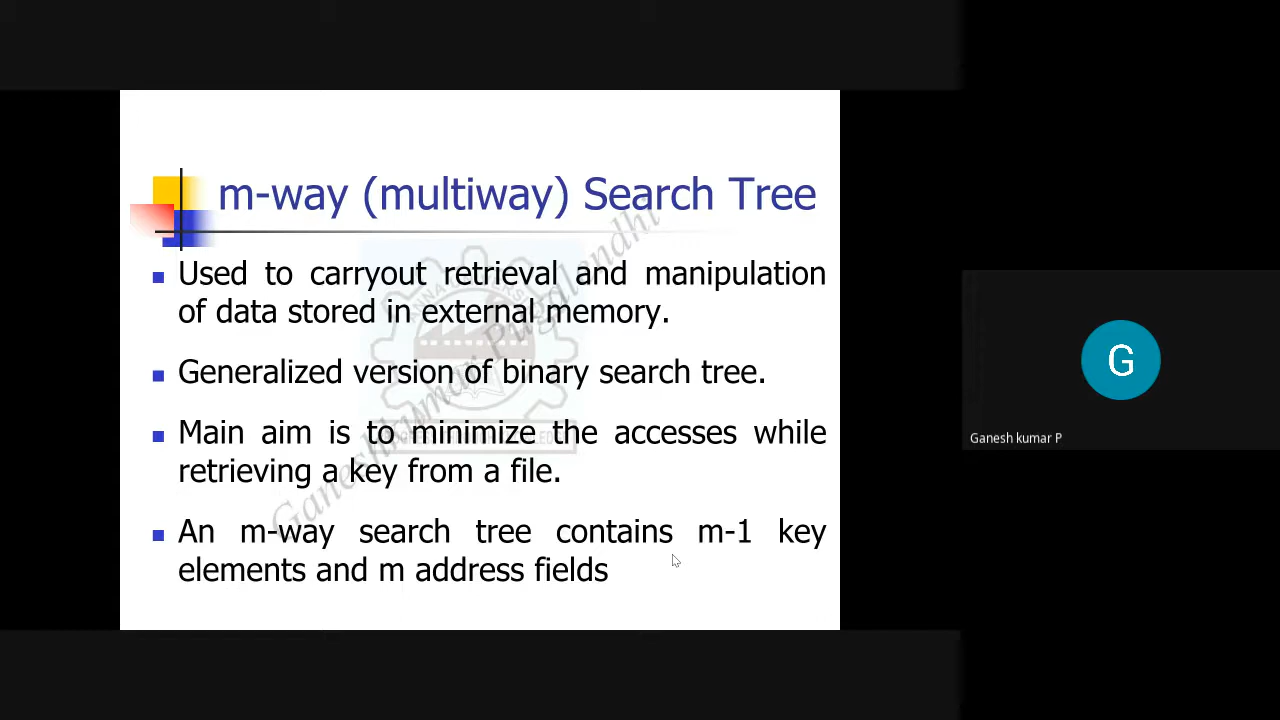 m-way (multiway) Search Tree
Used to carryout retrieval and manipulation
of data stored in external memory.
Generalized version of binary search tree.
Main aim is to minimize the accesses while
retrieving a key from a file.
An m-way search tree contains m-1 key
elements and m address fields
Ganeshkumar Pugalendhi
G
Ganesh kumar P